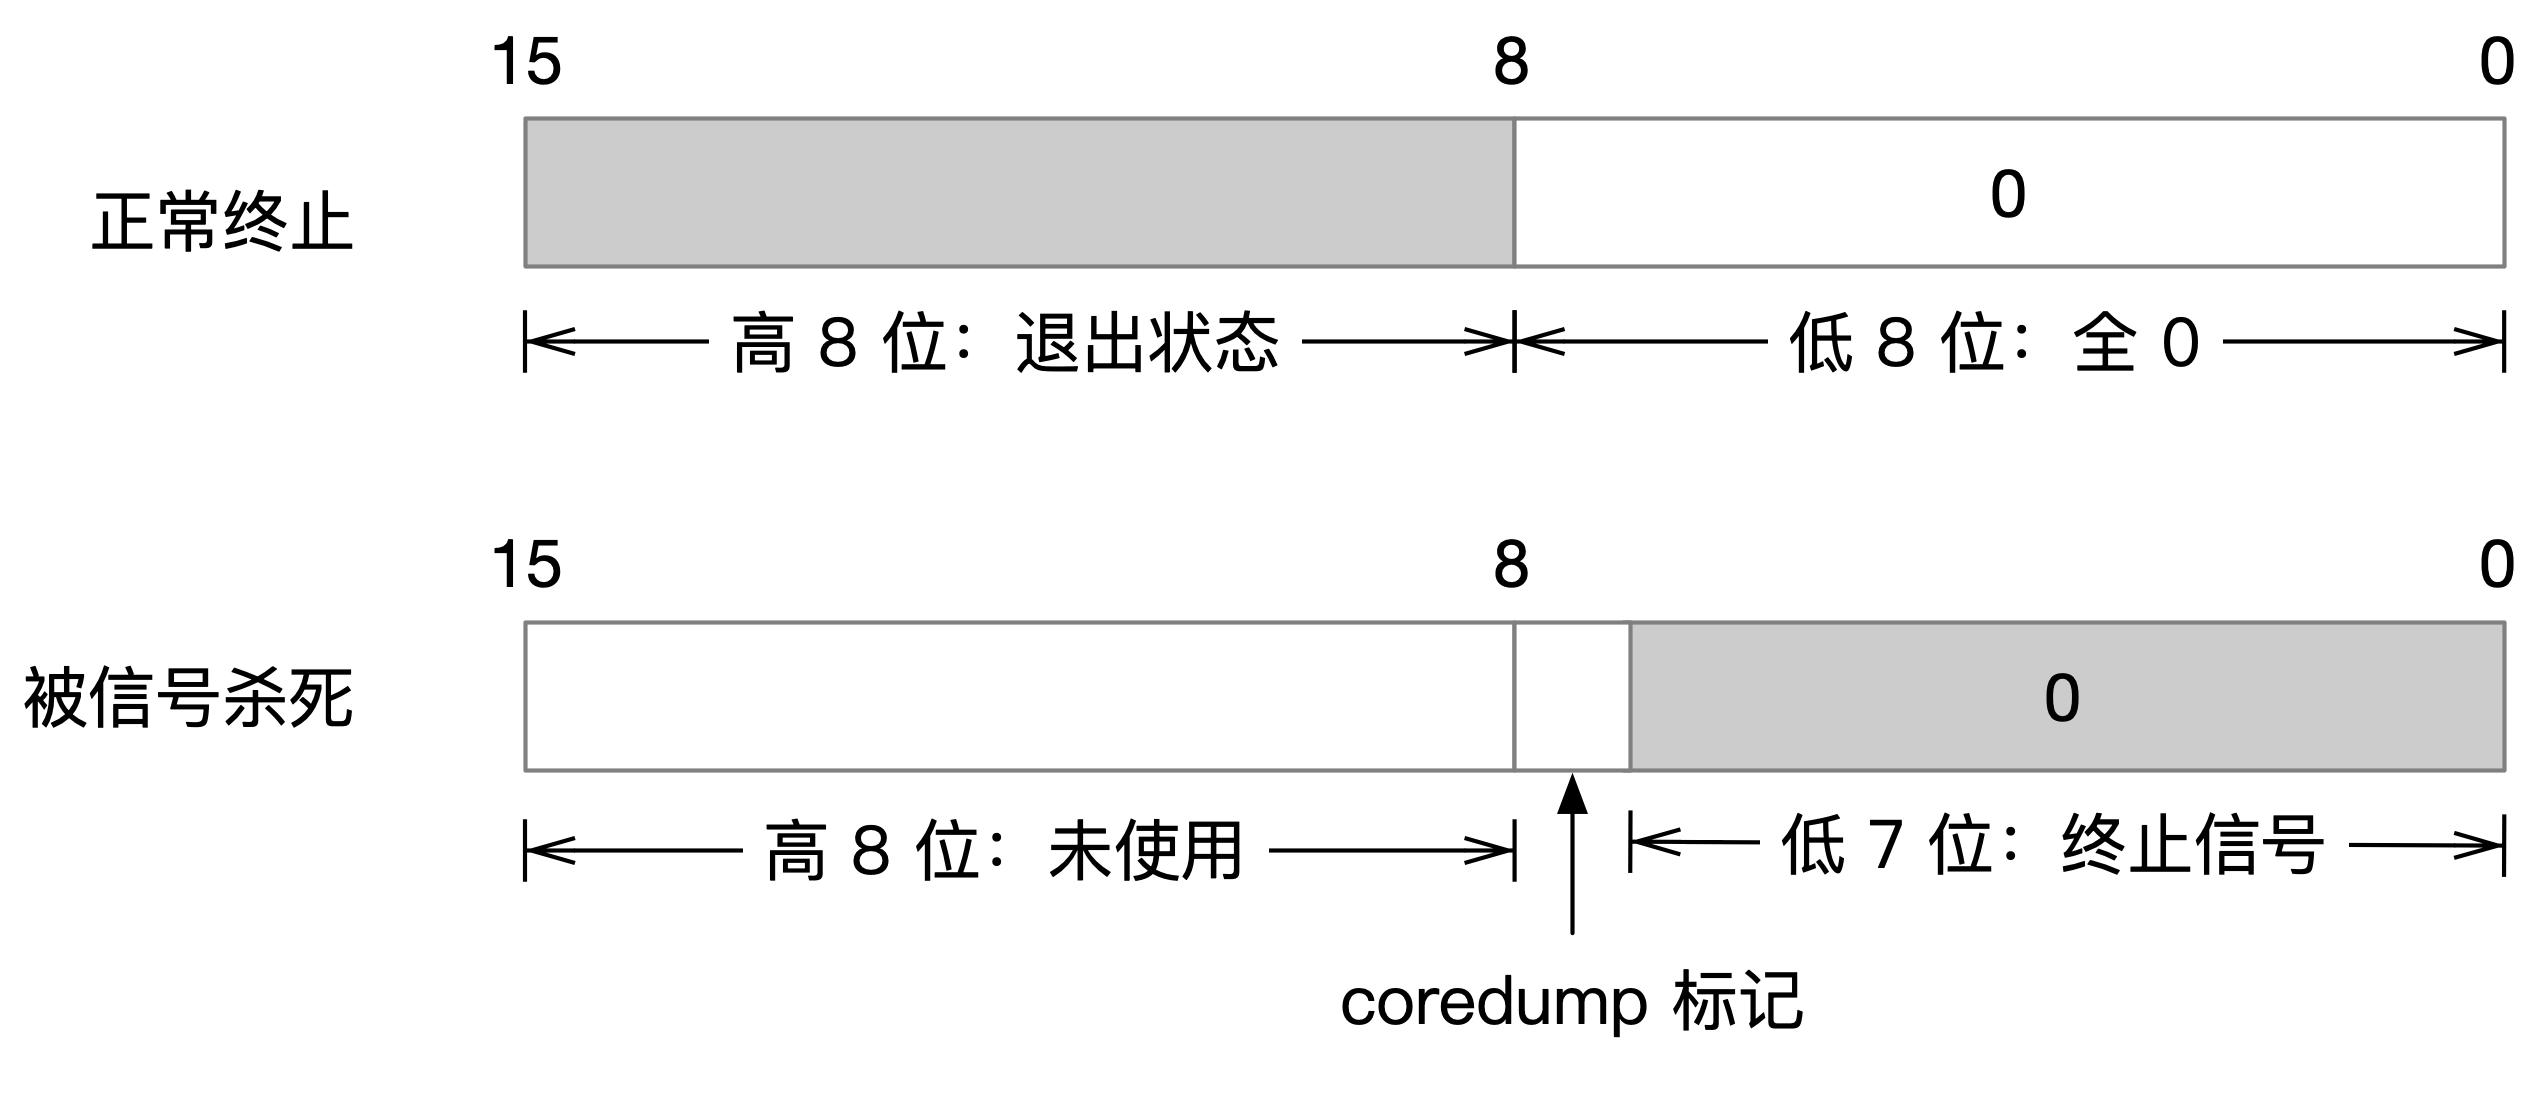 15 8 0
正常终止
0
高 8 位：退出状态 低 8 位：全 0
15 8 0
被信号杀死
0
高 8 位：未使用 低 7 位：终止信号
coredump 标记